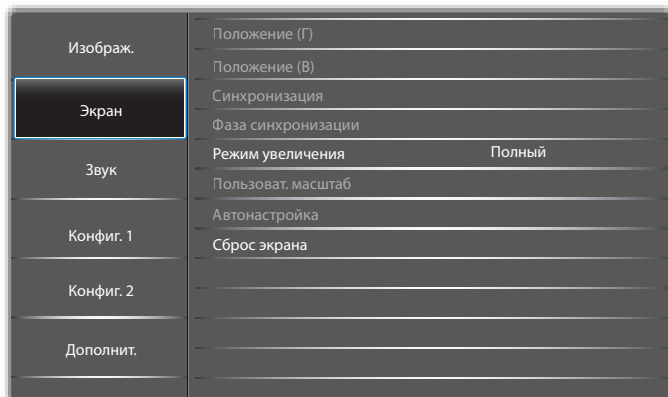 Изображ.
Экран
Звук
Конфиг. 1
Конфиг. 2
Дополнит.
Положение (Г)
Положение (В)
Синхронизация
Фаза синхронизации
Режим увеличения Полный
Пользоват. масштаб
Автонастройка
Сброс экрана